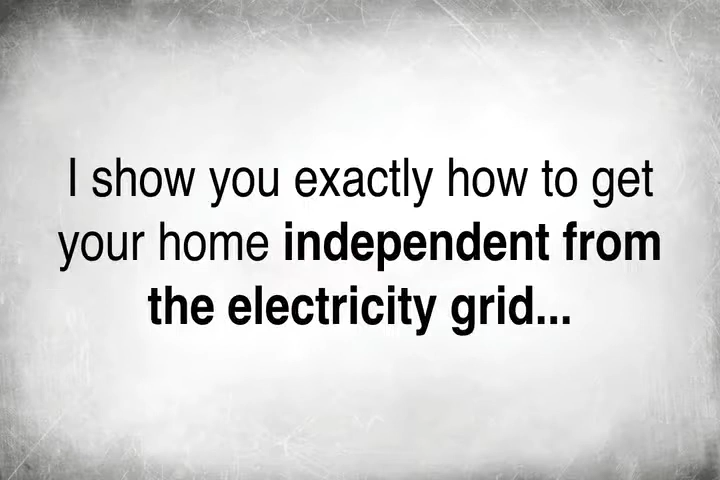 I show you exactly how to get
your home independent from
the electricity grid...